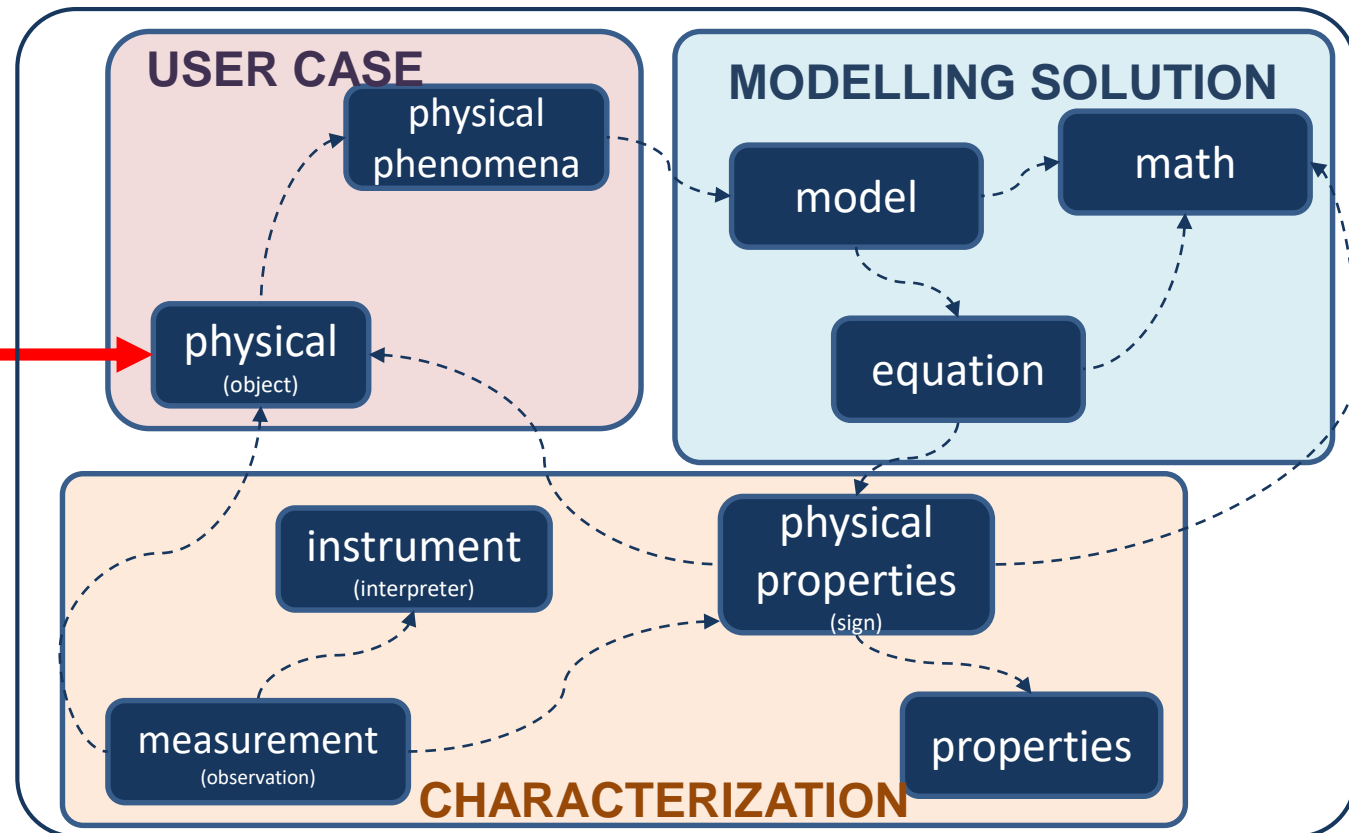 USER CASE
physical
phenomena
physical
(object)
MODELLING SOLUTION
model
math
equation
instrument
(interpreter)
physical
properties
(sign)
measurement
(observation)
properties
CHARACTERIZATION